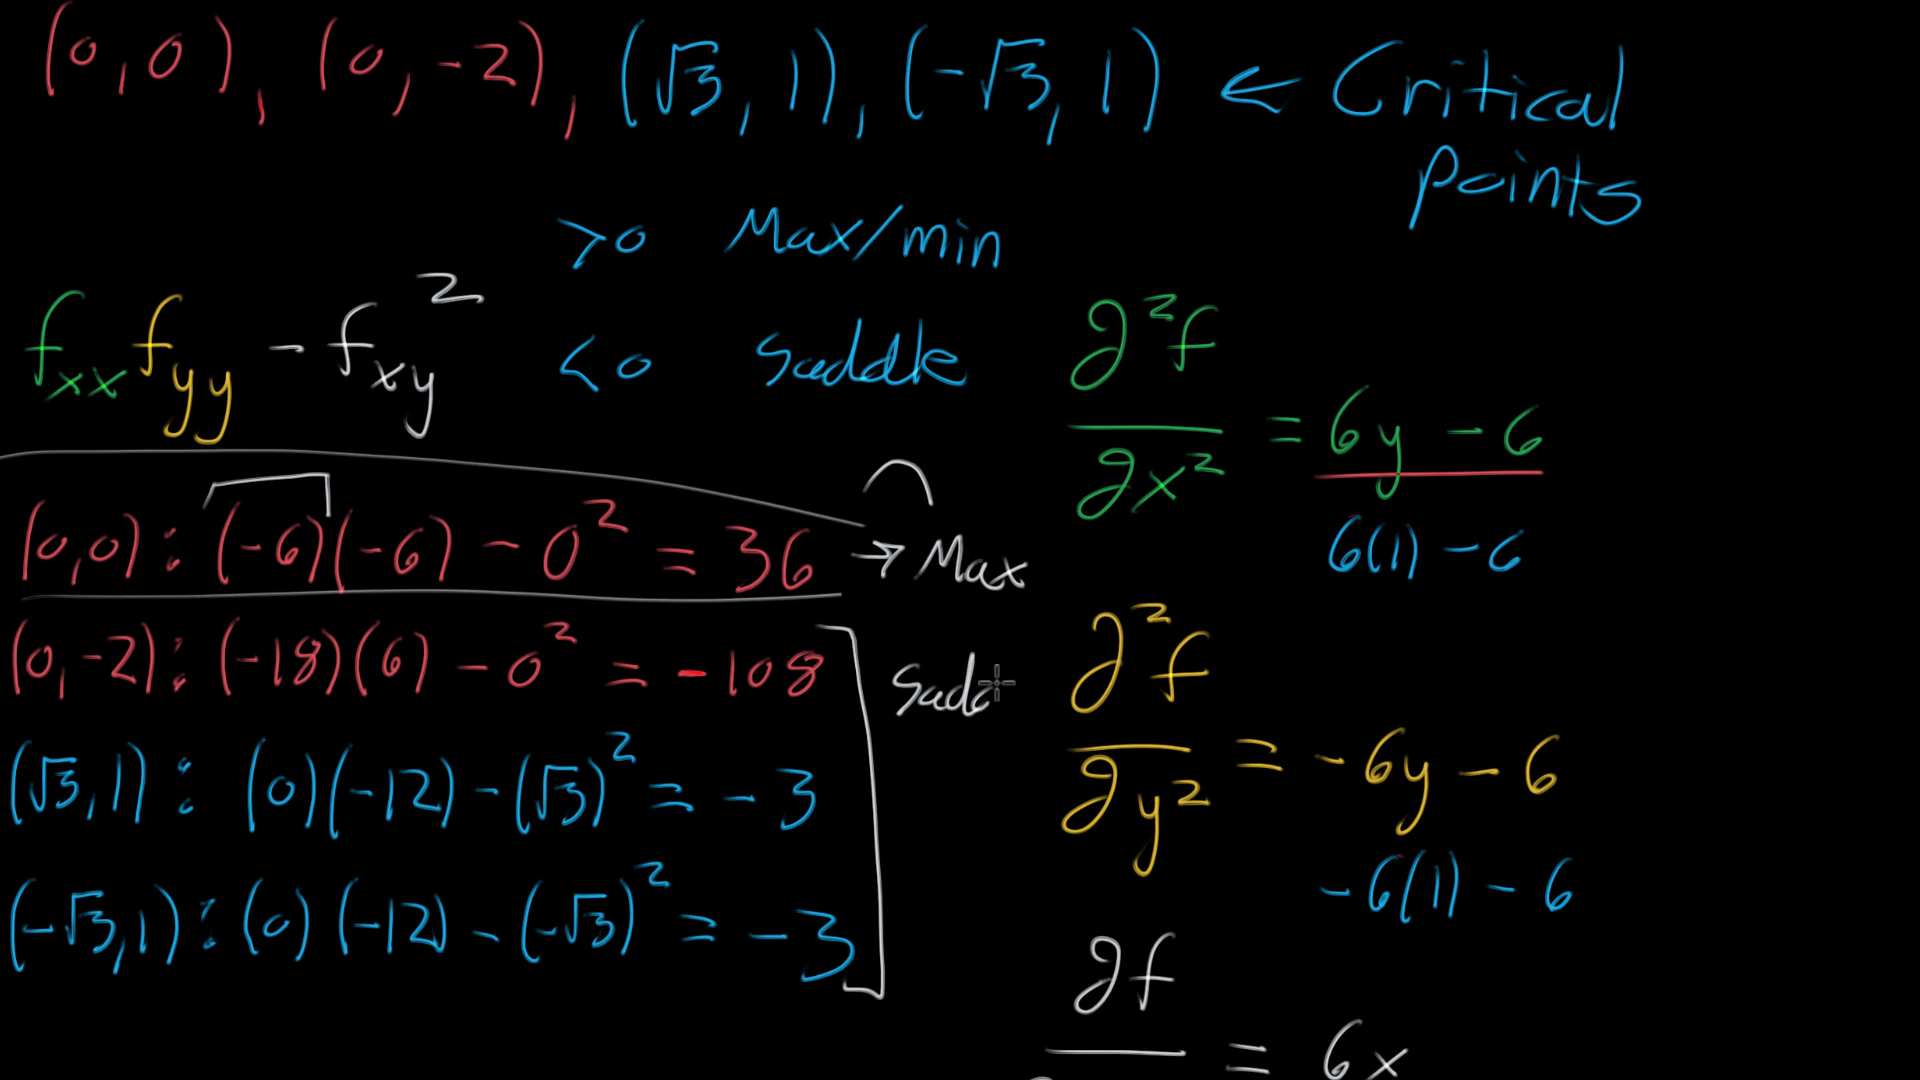 (0,0), (0,-2), (√3,1), (-√3,1) ← Critical
points
>0 Max/min
fxx fyy - fxy² <0 saddle
∂²f/∂x² = 6y - 6
6(1) - 6
(0,0): (-6)(-6) - 0² = 36 → Max
(0,-2): (-18)(6) - 0² = -108
Sadd
(√3,1): (0)(-12) - (√3)² = -3
(-√3,1): (0)(-12) - (-√3)² = -3
∂²f/∂y² = -6y - 6
-6(1) - 6
∂f
= 6x